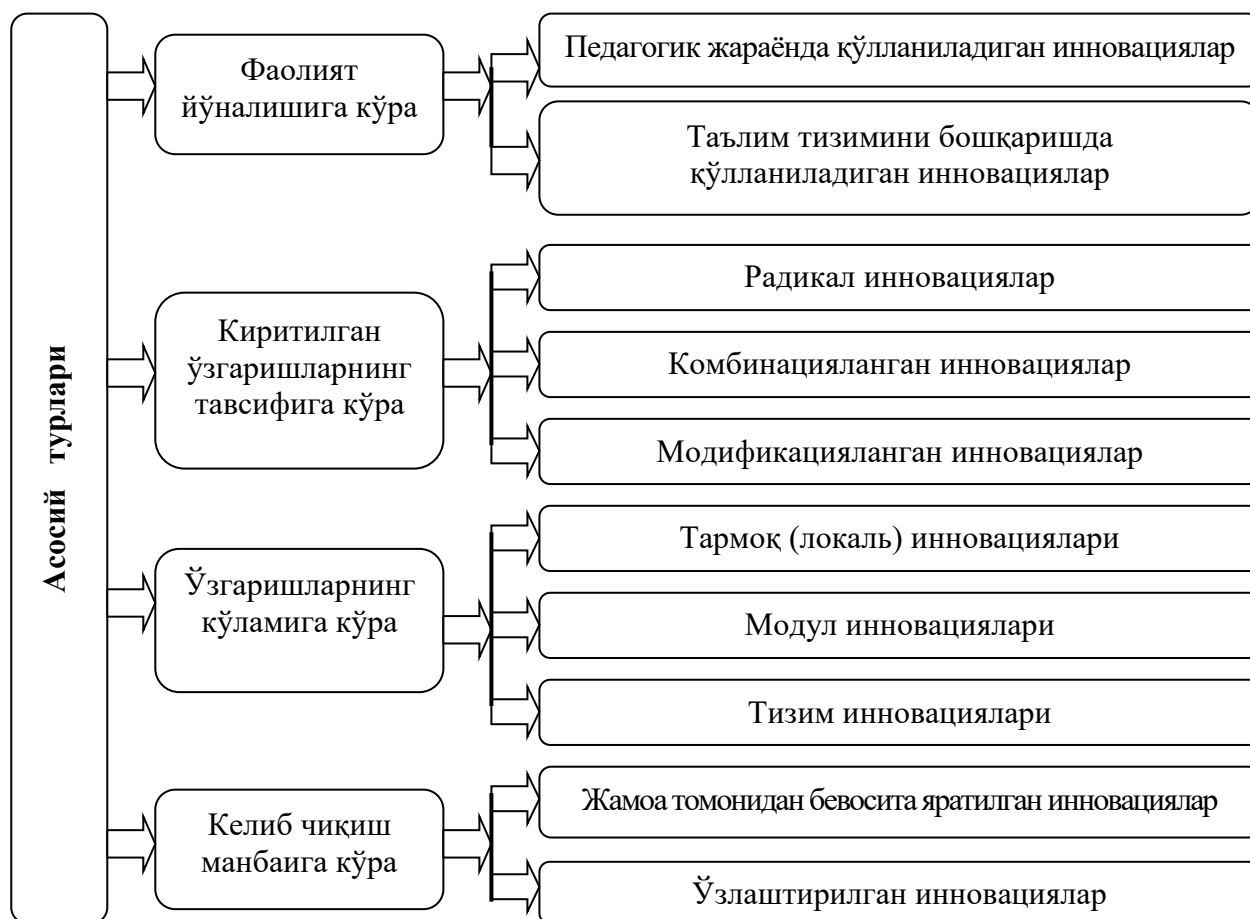 Асосий турлари
Фаолият
йўналишига кўра
Педагогик жараёнда қўлланиладиган инновациялар
Таълим тизимини бошқаришда
қўлланиладиган инновациялар
Киритилган
ўзгаришларнинг
тавсифига кўра
Радикал инновациялар
Комбинацияланган инновациялар
Модификацияланган инновациялар
Ўзгаришларнинг
кўламига кўра
Тармоқ (локаль) инновациялари
Модул инновациялари
Тизим инновациялари
Келиб чиқиш
манбаига кўра
Жамоа томонидан бевосита яратилган инновациялар
Ўзлаштирилган инновациялар